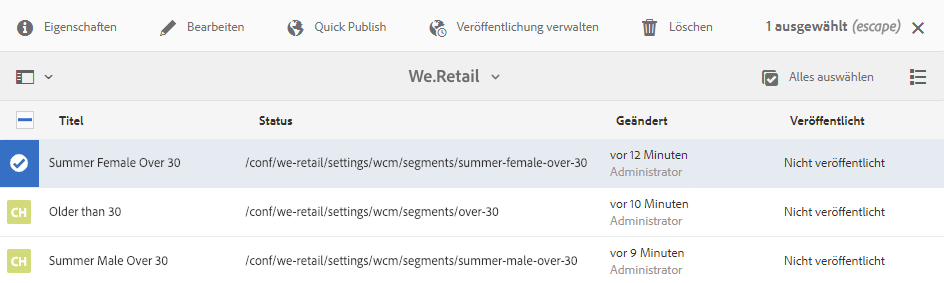 Eigenschaften Bearbeiten Quick Publish Veröffentlichung verwalten Löschen 1 ausgewählt (escape)
We.Retail Alles auswählen
Titel Status Geändert Veröffentlicht
Summer Female Over 30 /conf/we-retail/settings/wcm/segments/summer-female-over-30 vor 12 Minuten Nicht veröffentlicht
Administrator
CH Older than 30 /conf/we-retail/settings/wcm/segments/over-30 vor 10 Minuten Nicht veröffentlicht
Administrator
CH Summer Male Over 30 /conf/we-retail/settings/wcm/segments/summer-male-over-30 vor 9 Minuten Nicht veröffentlicht
Administrator